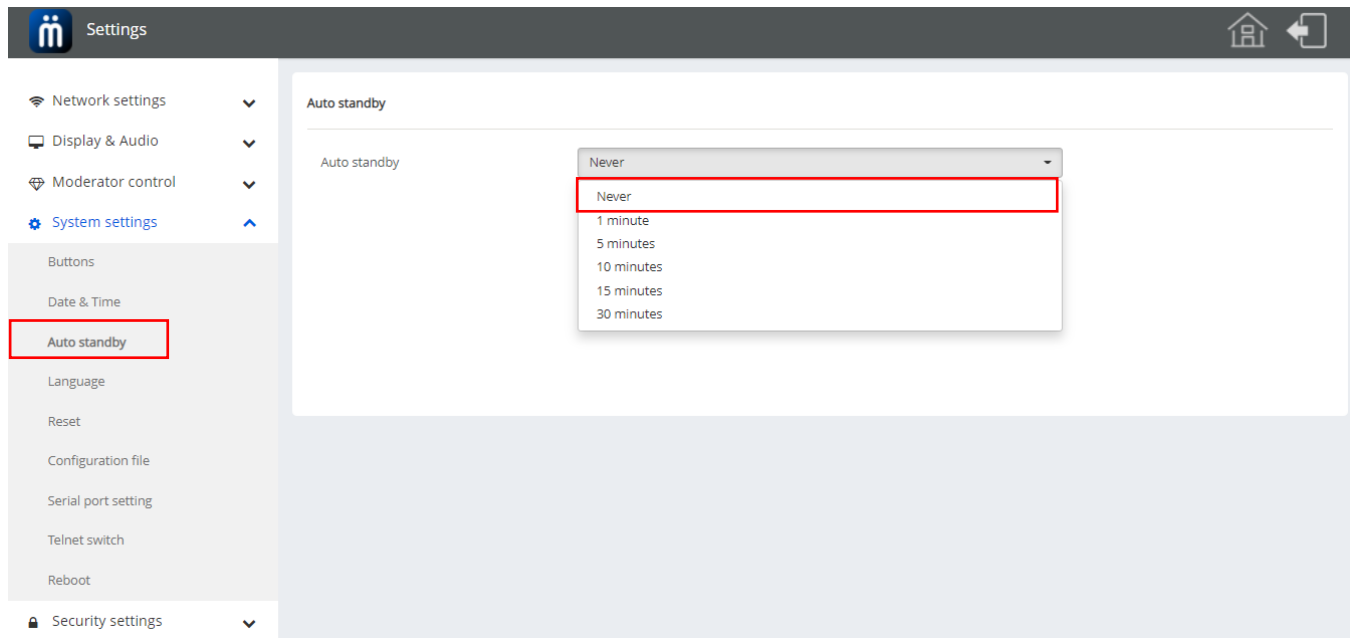 ṁ̈ Settings
Network settings
Display & Audio
Moderator control
System settings
Buttons
Date & Time
Auto standby
Language
Reset
Configuration file
Serial port setting
Telnet switch
Reboot
Security settings
Auto standby
Auto standby Never
Never
1 minute
5 minutes
10 minutes
15 minutes
30 minutes